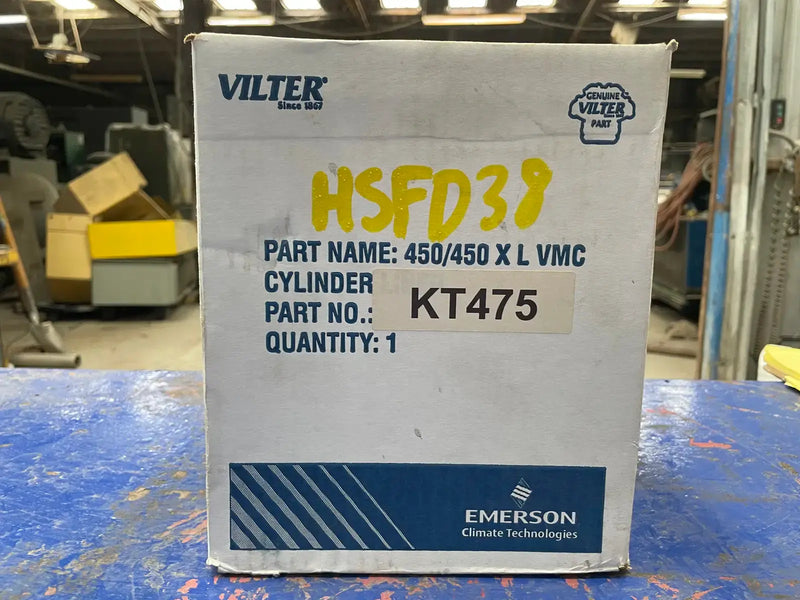 VILTER
Since 1867
GENUINE
VILTER
PART
HSFD38
PART NAME: 450/450 X L VMC
CYLINDER
PART NO.: KT475
QUANTITY: 1
EMERSON
Climate Technologies